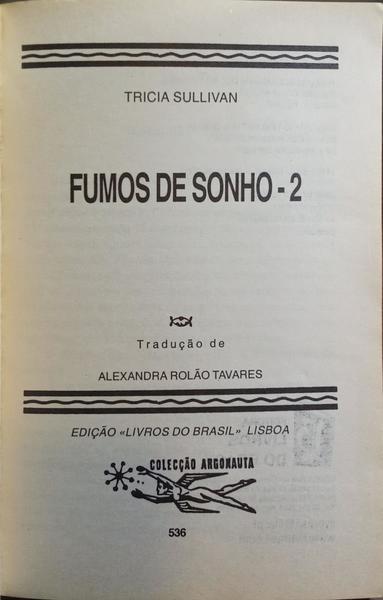 TRICIA SULLIVAN
FUMOS DE SONHO - 2
Tradução de
ALEXANDRA ROLÃO TAVARES
EDIÇÃO «LIVROS DO BRASIL» LISBOA
COLECÇÃO ARGONAUTA
536